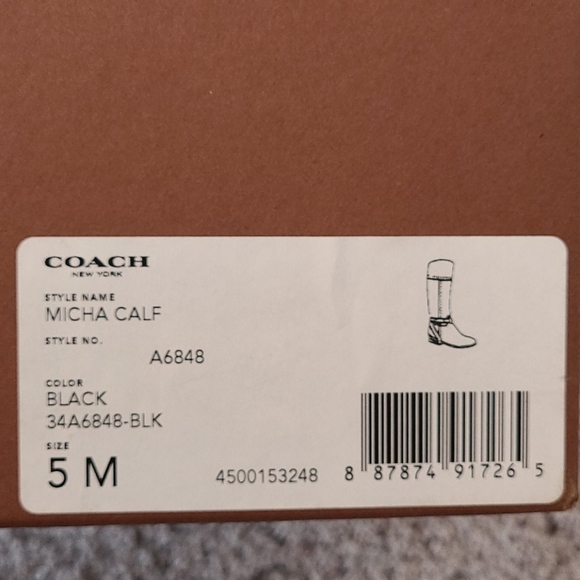 COACH
NEW YORK
STYLE NAME
MICHA CALF
STYLE NO.
A6848
COLOR
BLACK
34A6848-BLK
SIZE
5 M
4500153248
8 87874 91726 5